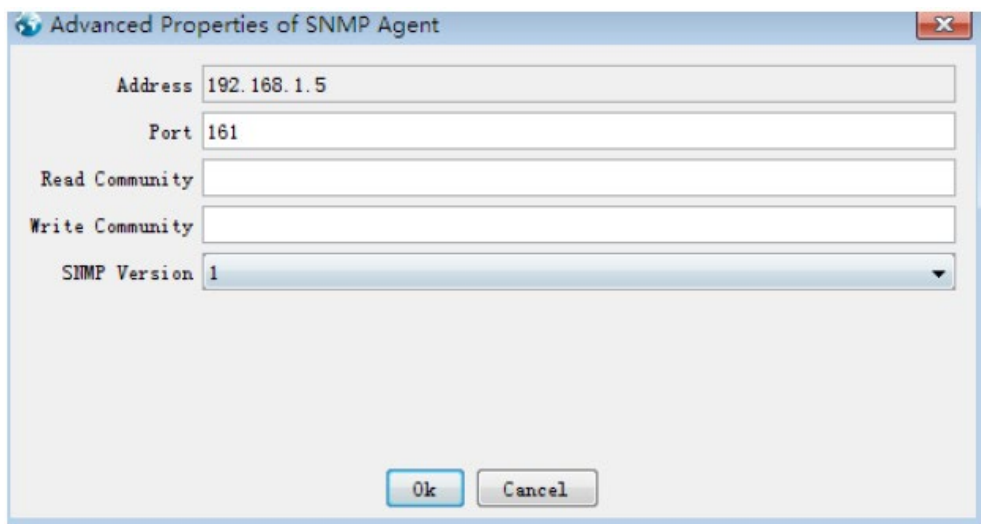 Advanced Properties of SNMP Agent
Address 192.168.1.5
Port 161
Read Community
Write Community
SNMP Version 1
Ok Cancel